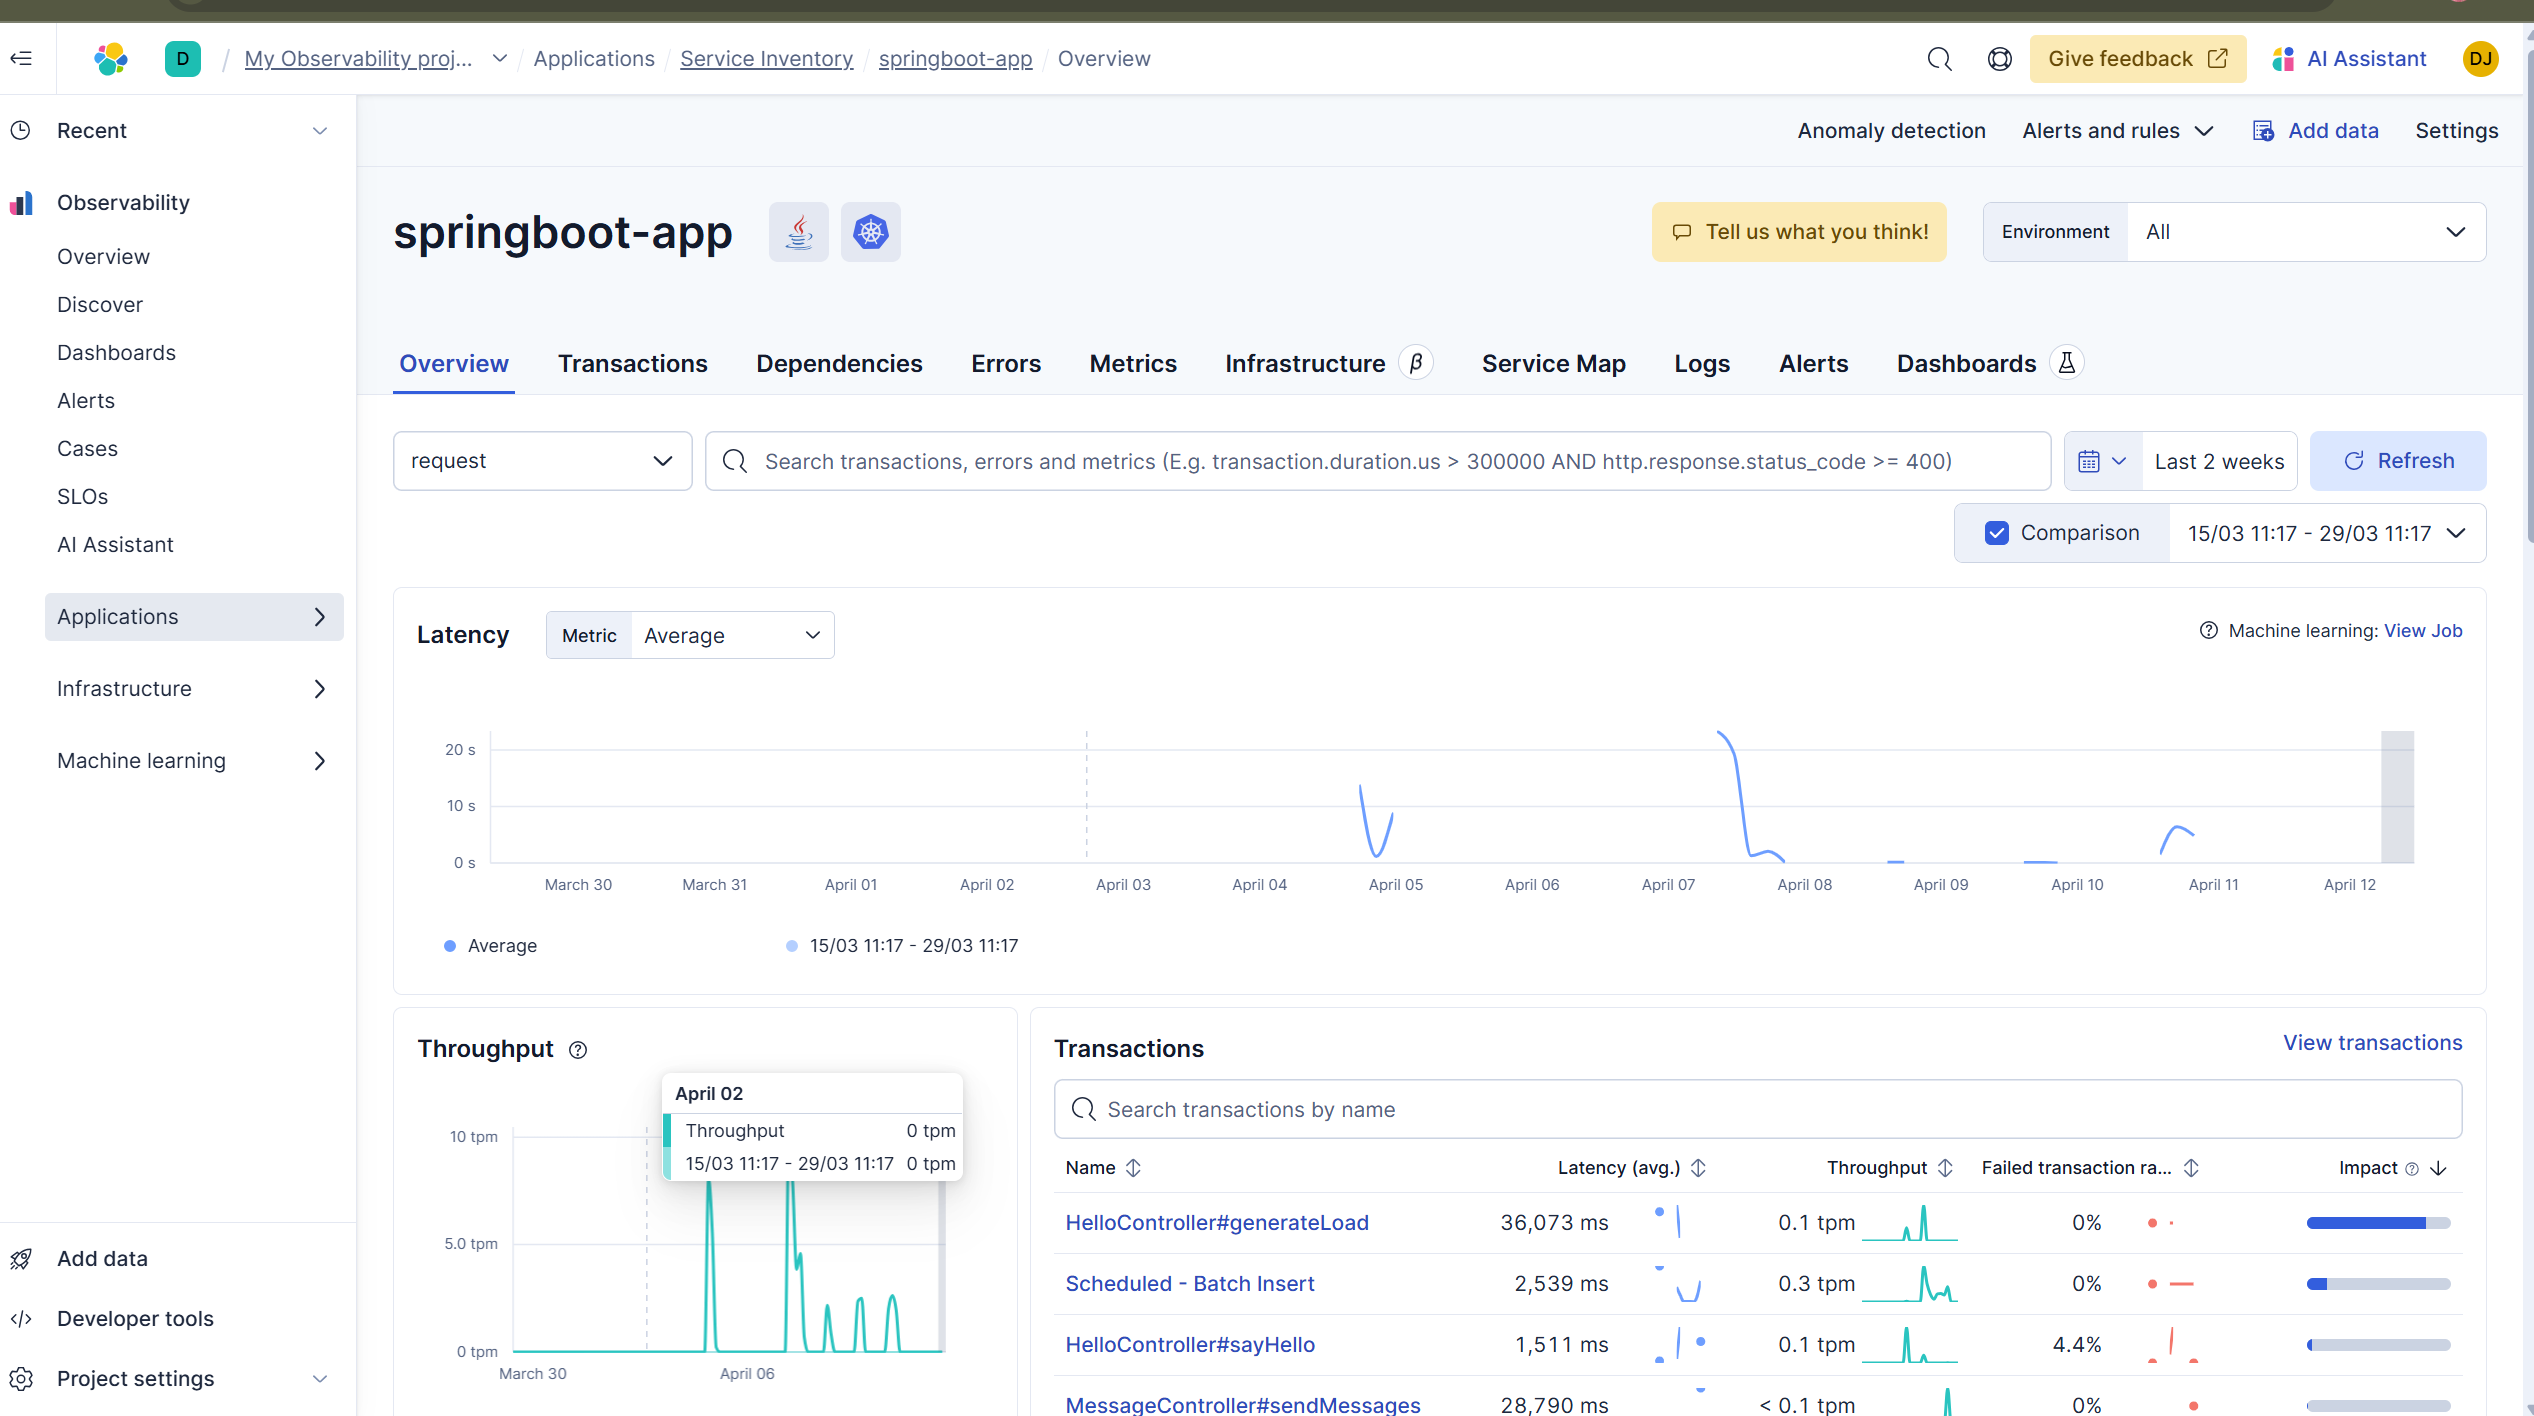 D / My Observability proj... / Applications / Service Inventory / springboot-app / Overview
Give feedback
AI Assistant
DJ
Recent
Observability
Overview
Discover
Dashboards
Alerts
Cases
SLOs
AI Assistant
Applications
Infrastructure
Machine learning
Add data
Developer tools
Project settings
Anomaly detection
Alerts and rules
Add data
Settings
springboot-app
Tell us what you think!
Environment All
Overview Transactions Dependencies Errors Metrics Infrastructure β Service Map Logs Alerts Dashboards
request
Search transactions, errors and metrics (E.g. transaction.duration.us > 300000 AND http.response.status_code >= 400)
Last 2 weeks
Refresh
Comparison 15/03 11:17 - 29/03 11:17
Latency
Metric Average
Machine learning: View Job
20 s
10 s
0 s
March 30 March 31 April 01 April 02 April 03 April 04 April 05 April 06 April 07 April 08 April 09 April 10 April 11 April 12
Average 15/03 11:17 - 29/03 11:17
Throughput
April 02
Throughput 0 tpm
15/03 11:17 - 29/03 11:17 0 tpm
10 tpm
5.0 tpm
0 tpm
March 30 April 06
Transactions
View transactions
Search transactions by name
Name Latency (avg.) Throughput Failed transaction ra... Impact
HelloController#generateLoad 36,073 ms 0.1 tpm 0%
Scheduled - Batch Insert 2,539 ms 0.3 tpm 0%
HelloController#sayHello 1,511 ms 0.1 tpm 4.4%
MessageController#sendMessages 28,790 ms < 0.1 tpm 0%